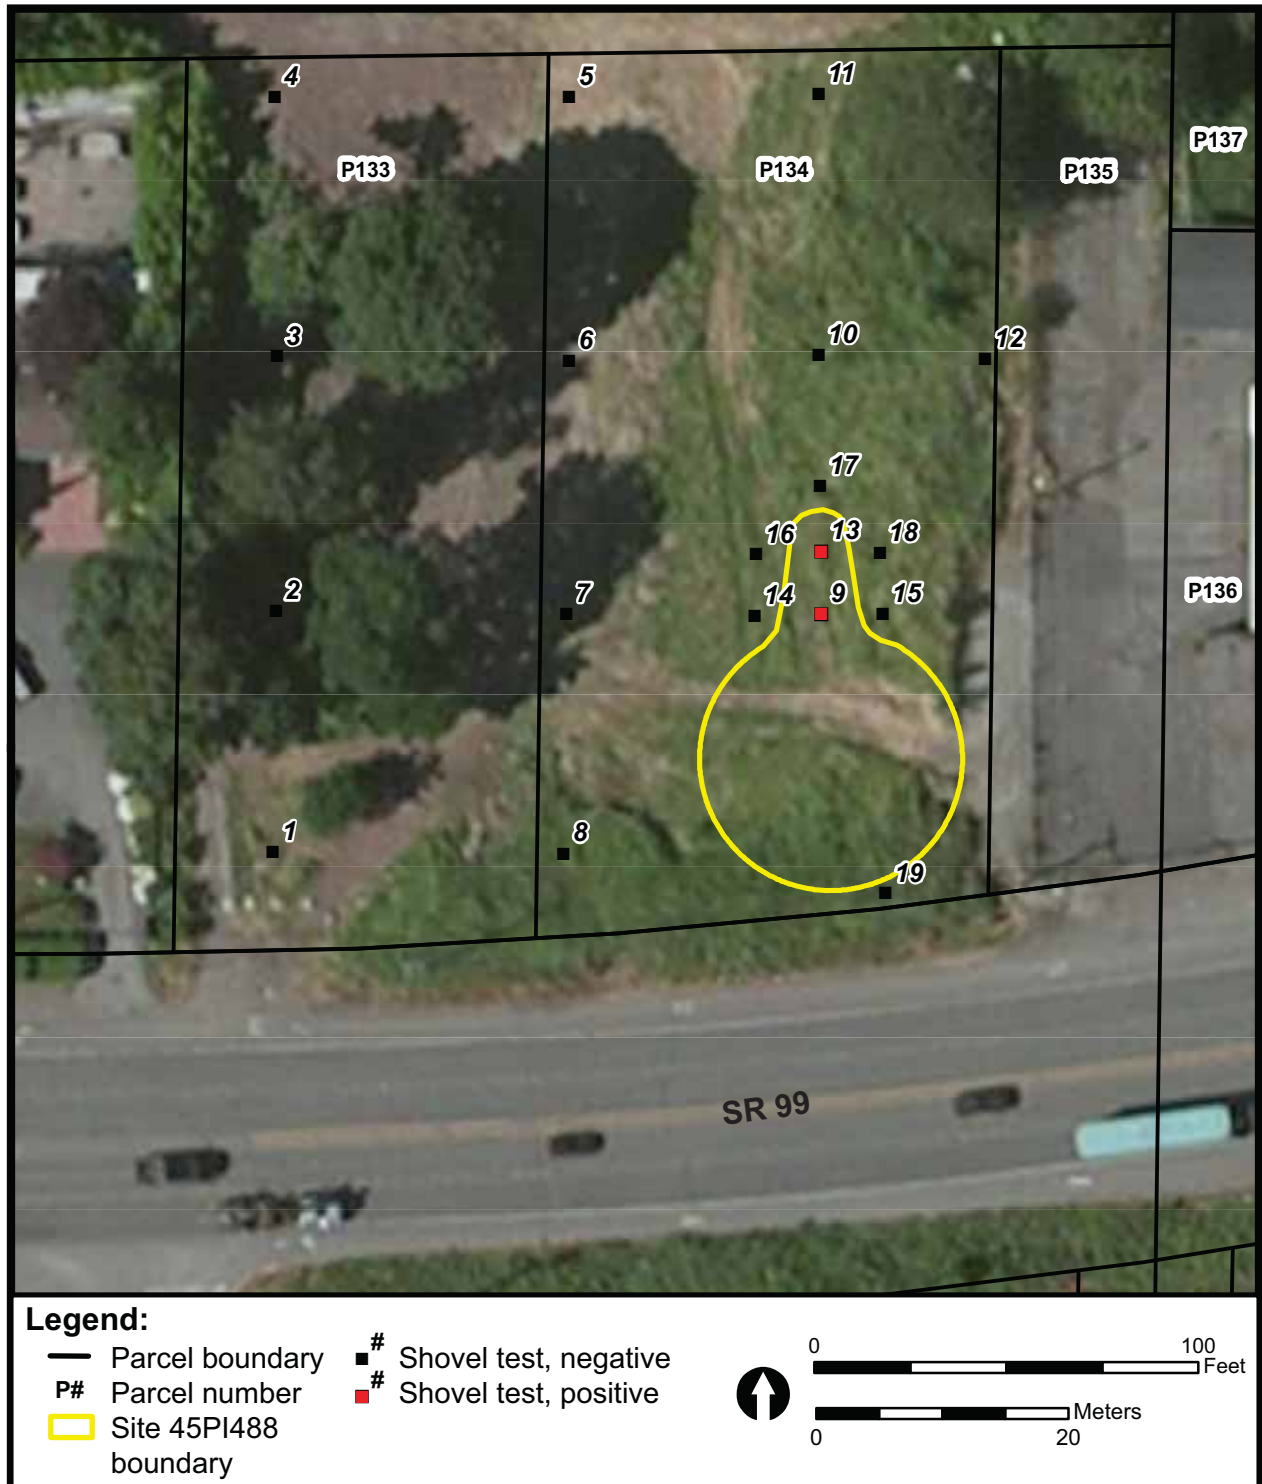 4
5
11
P133
P134
P135
P137
3
6
10
12
17
16
13
18
2
7
14
9
15
P136
1
8
19
SR 99
Legend:
Parcel boundary
P# Parcel number
Site 45PI488
boundary
# Shovel test, negative
# Shovel test, positive
0 100
Feet
Meters
0 20